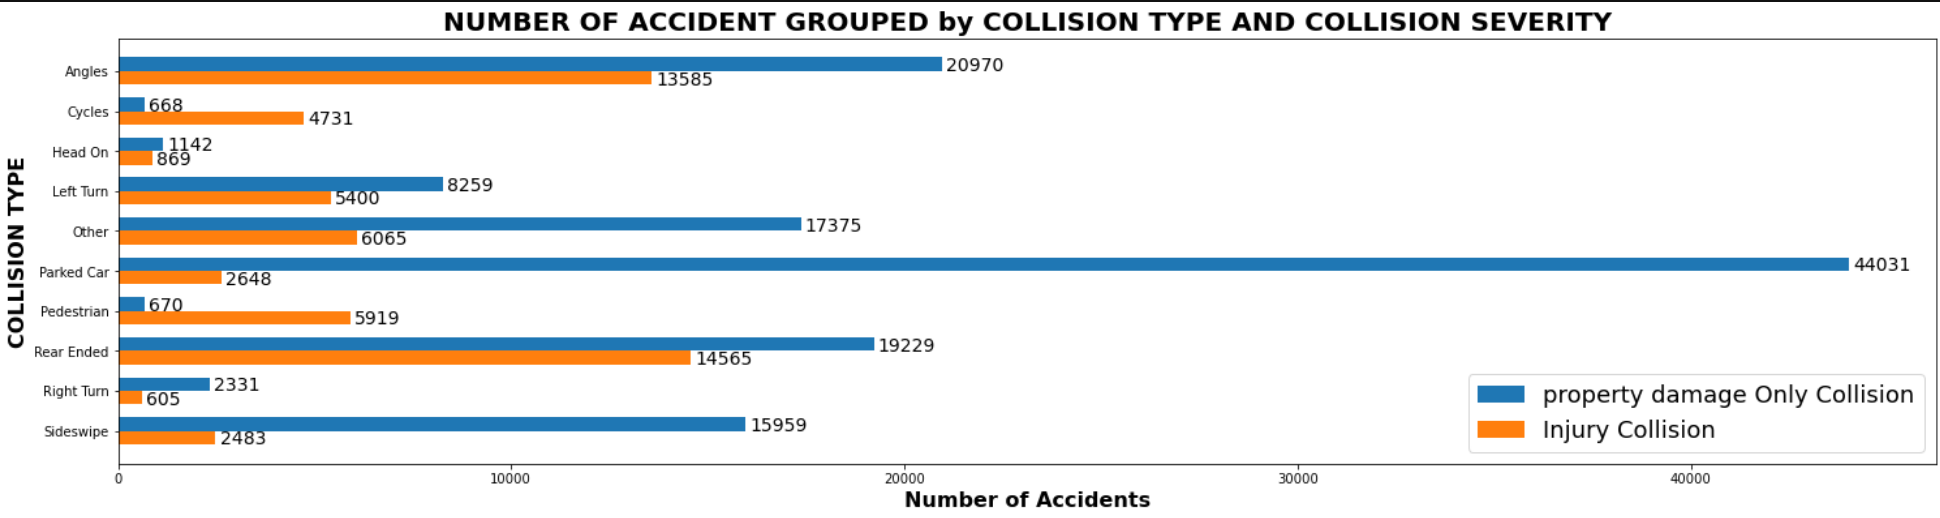 NUMBER OF ACCIDENT GROUPED by COLLISION TYPE AND COLLISION SEVERITY
COLLISION TYPE
Angles
20970
13585
Cycles
668
4731
Head On
1142
869
Left Turn
8259
5400
Other
17375
6065
Parked Car
44031
2648
Pedestrian
670
5919
Rear Ended
19229
14565
Right Turn
2331
605
Sideswipe
15959
2483
property damage Only Collision
Injury Collision
0 10000 20000 30000 40000
Number of Accidents